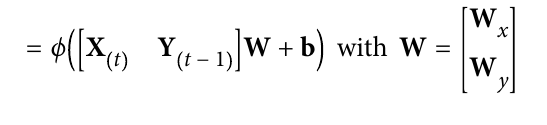 = ϕ([X(t) Y(t − 1)]W + b) with W = [Wx
Wy]